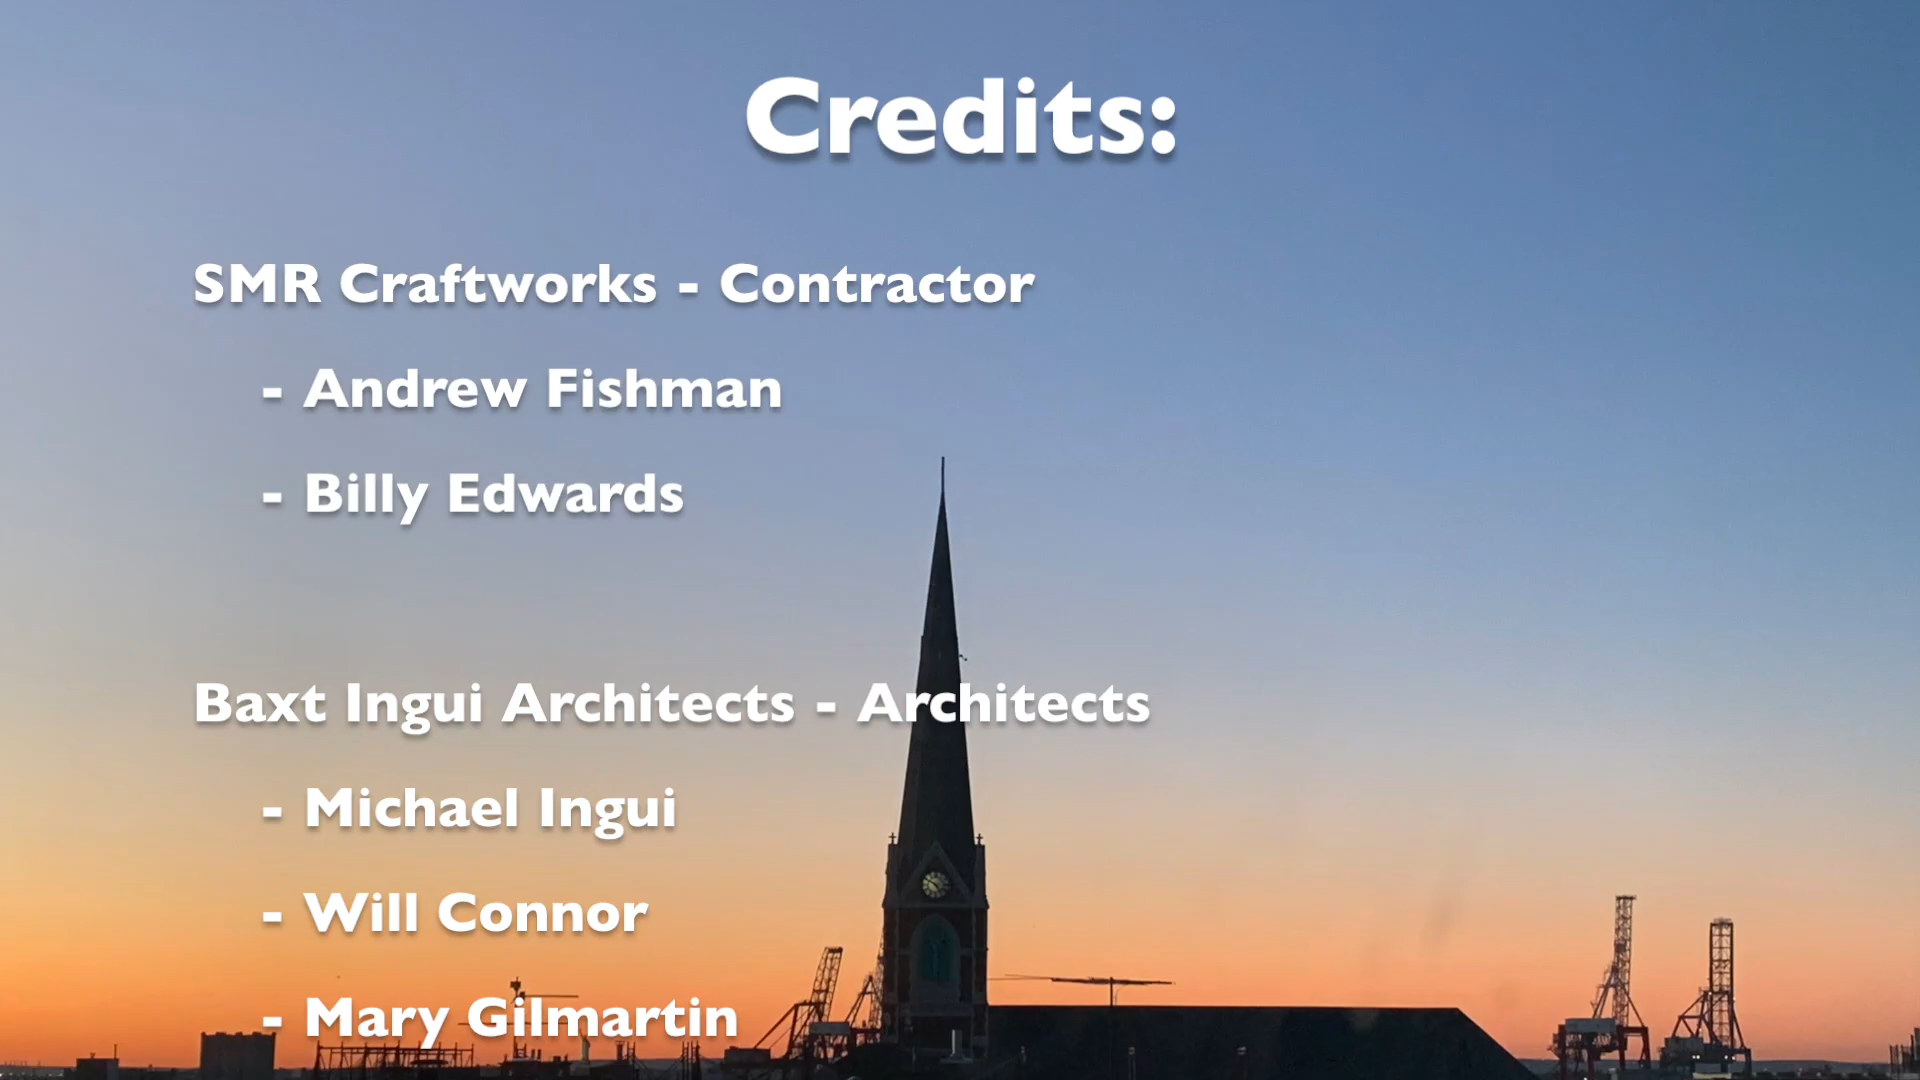 Credits:
SMR Craftworks - Contractor
- Andrew Fishman
- Billy Edwards
Baxt Ingui Architects - Architects
- Michael Ingui
- Will Connor
- Mary Gilmartin